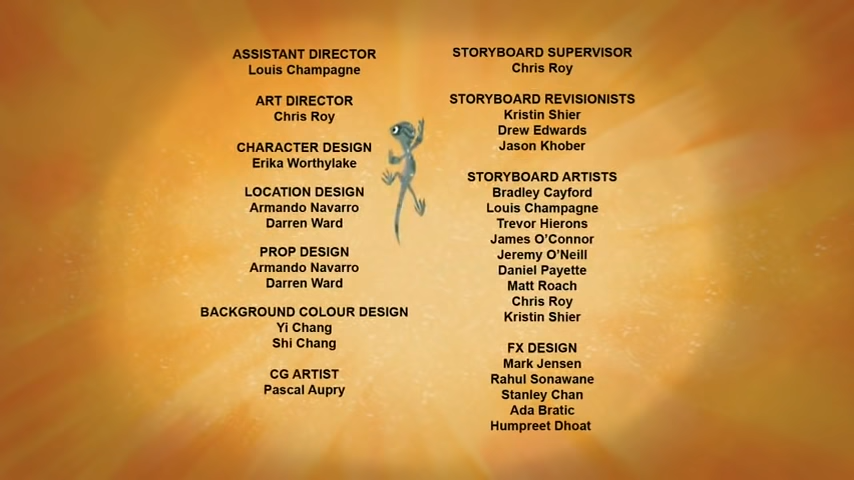 ASSISTANT DIRECTOR
Louis Champagne
ART DIRECTOR
Chris Roy
CHARACTER DESIGN
Erika Worthylake
LOCATION DESIGN
Armando Navarro
Darren Ward
PROP DESIGN
Armando Navarro
Darren Ward
BACKGROUND COLOUR DESIGN
Yi Chang
Shi Chang
CG ARTIST
Pascal Aupry
STORYBOARD SUPERVISOR
Chris Roy
STORYBOARD REVISIONISTS
Kristin Shier
Drew Edwards
Jason Khober
STORYBOARD ARTISTS
Bradley Cayford
Louis Champagne
Trevor Hierons
James O’Connor
Jeremy O’Neill
Daniel Payette
Matt Roach
Chris Roy
Kristin Shier
FX DESIGN
Mark Jensen
Rahul Sonawane
Stanley Chan
Ada Bratic
Humpreet Dhoat